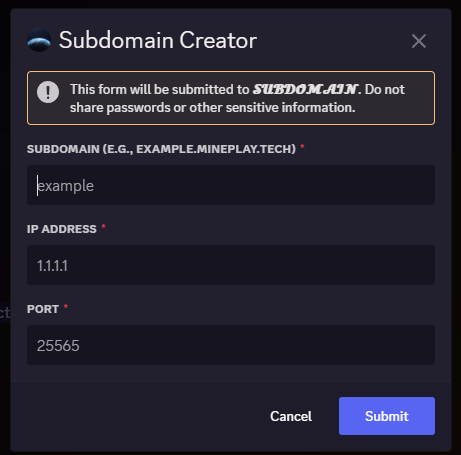 Subdomain Creator
This form will be submitted to 𝓢𝓤𝓑𝓓𝓞𝓜𝓐𝓘𝓝. Do not
share passwords or other sensitive information.
SUBDOMAIN (E.G., EXAMPLE.MINEPLAY.TECH) *
example
IP ADDRESS *
1.1.1.1
ct
PORT *
25565
Cancel
Submit